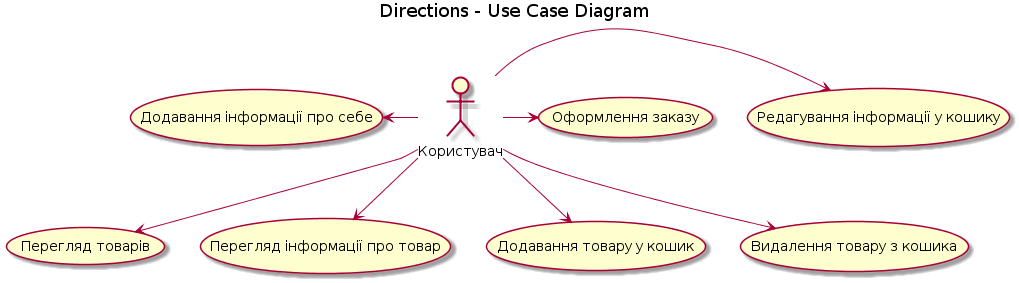 Directions - Use Case Diagram
Додавання інформації про себе
Оформлення заказу
Редагування інформації у кошику
Користувач
Перегляд товарів
Перегляд інформації про товар
Додавання товару у кошик
Видалення товару з кошика